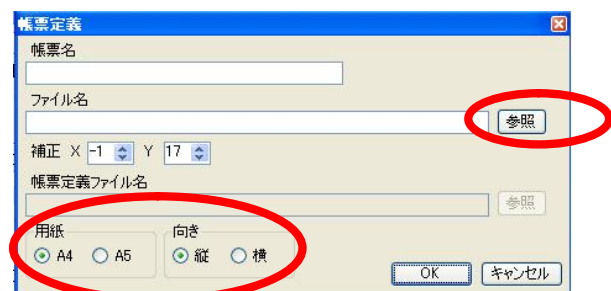 帳票定義
帳票名
ファイル名
参照
補正 X -1 Y 17
帳票定義ファイル名
参照
用紙 向き
A4 A5 縦 横
OK キャンセル